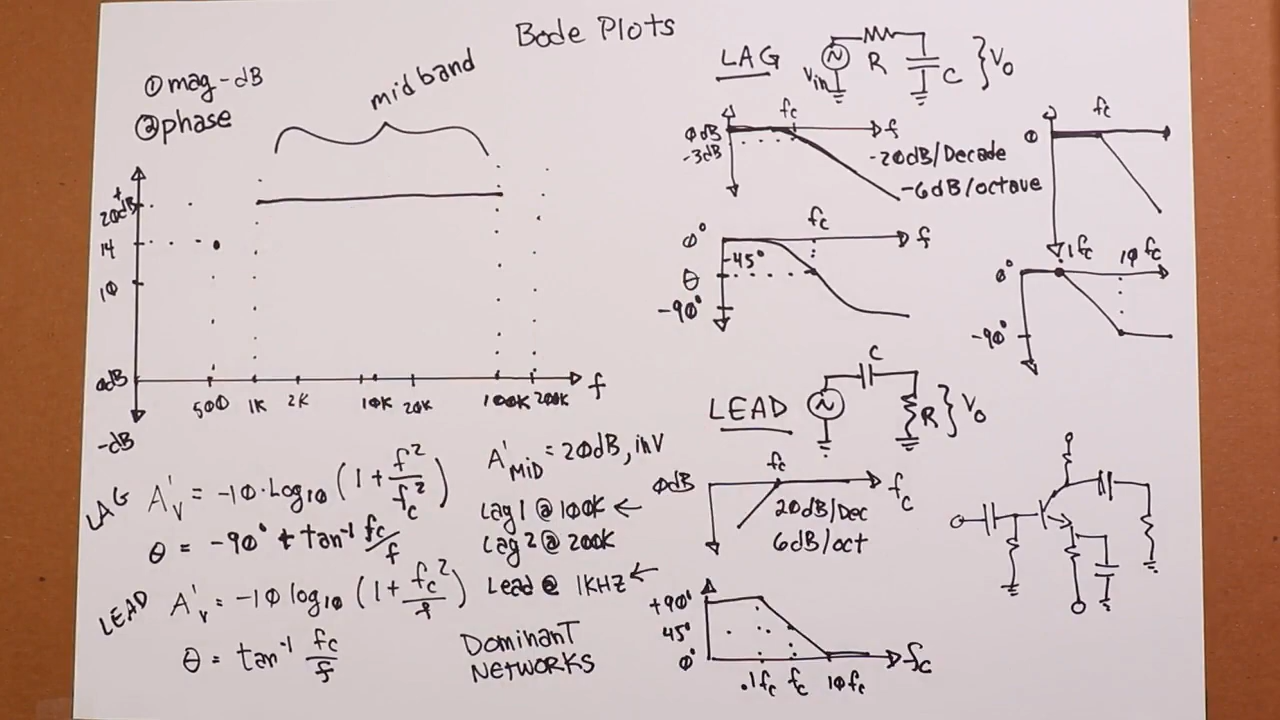 Bode Plots
① mag - dB
② phase
midband
+
20dB
14
10
0dB
-dB
500 1K 2K 10K 20K 100K 200K f
LAG A'v = -10·Log10 (1 + f²/fc²)
θ = -90° + tan⁻¹ fc/f
LEAD A'v = -10 log10 (1 + fc²/f)
θ = tan⁻¹ fc/f
A'MID = 20dB, inV
Lag 1 @ 100K ←
Lag 2 @ 200K
Lead @ 1KHZ ←
DOMINANT
NETWORKS
LAG
Vin R C } Vo
fc
0dB f
-3dB
-20dB/Decade
-6dB/octave
fc
0
fc
0° f
-45°
θ
-90°
.1fc 10fc
0°
-90°
LEAD
C
R } Vo
fc
0dB fc
20dB/Dec
6dB/oct
+90°
45°
0° fc
.1fc fc 10fc